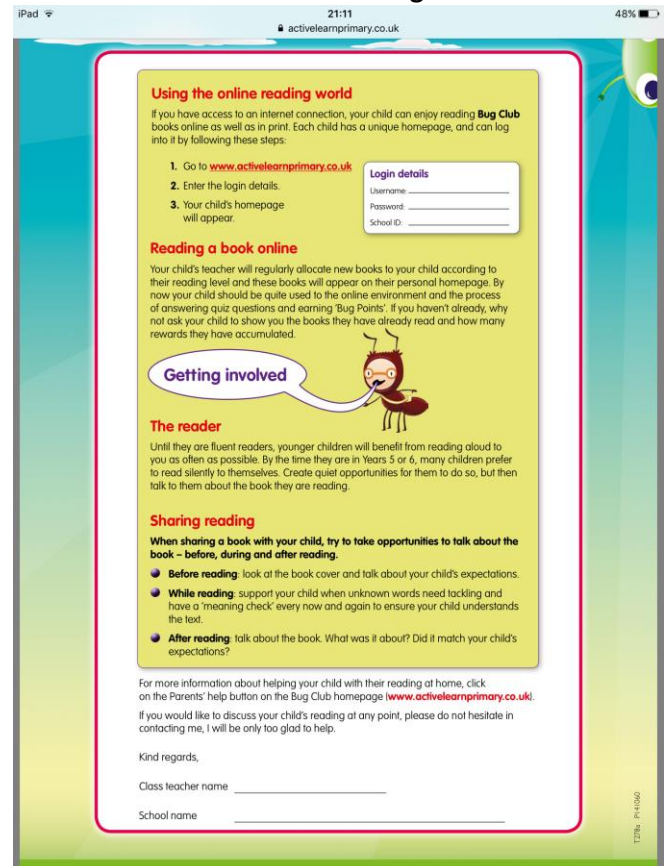 iPad
21:11
48%
activelearnprimary.co.uk
Using the online reading world
If you have access to an internet connection, your child can enjoy reading Bug Club
books online as well as in print. Each child has a unique homepage, and can log
into it by following these steps:
1. Go to www.activelearnprimary.co.uk
2. Enter the login details.
3. Your child's homepage
will appear.
Login details
Username:
Password:
School ID:
Reading a book online
Your child's teacher will regularly allocate new books to your child according to
their reading level and these books will appear on their personal homepage. By
now your child should be quite used to the online environment and the process
of answering quiz questions and earning 'Bug Points'. If you haven't already, why
not ask your child to show you the books they have already read and how many
rewards they have accumulated.
Getting involved
The reader
Until they are fluent readers, younger children will benefit from reading aloud to
you as often as possible. By the time they are in Years 5 or 6, many children prefer
to read silently to themselves. Create quiet opportunities for them to do so, but then
talk to them about the book they are reading.
Sharing reading
When sharing a book with your child, try to take opportunities to talk about the
book – before, during and after reading.
Before reading: look at the book cover and talk about your child's expectations.
While reading: support your child when unknown words need tackling and
have a 'meaning check' every now and again to ensure your child understands
the text.
After reading: talk about the book. What was it about? Did it match your child's
expectations?
For more information about helping your child with their reading at home, click
on the Parents' help button on the Bug Club homepage (www.activelearnprimary.co.uk).
If you would like to discuss your child's reading at any point, please do not hesitate in
contacting me, I will be only too glad to help.
Kind regards,
Class teacher name
School name
T278a P141060